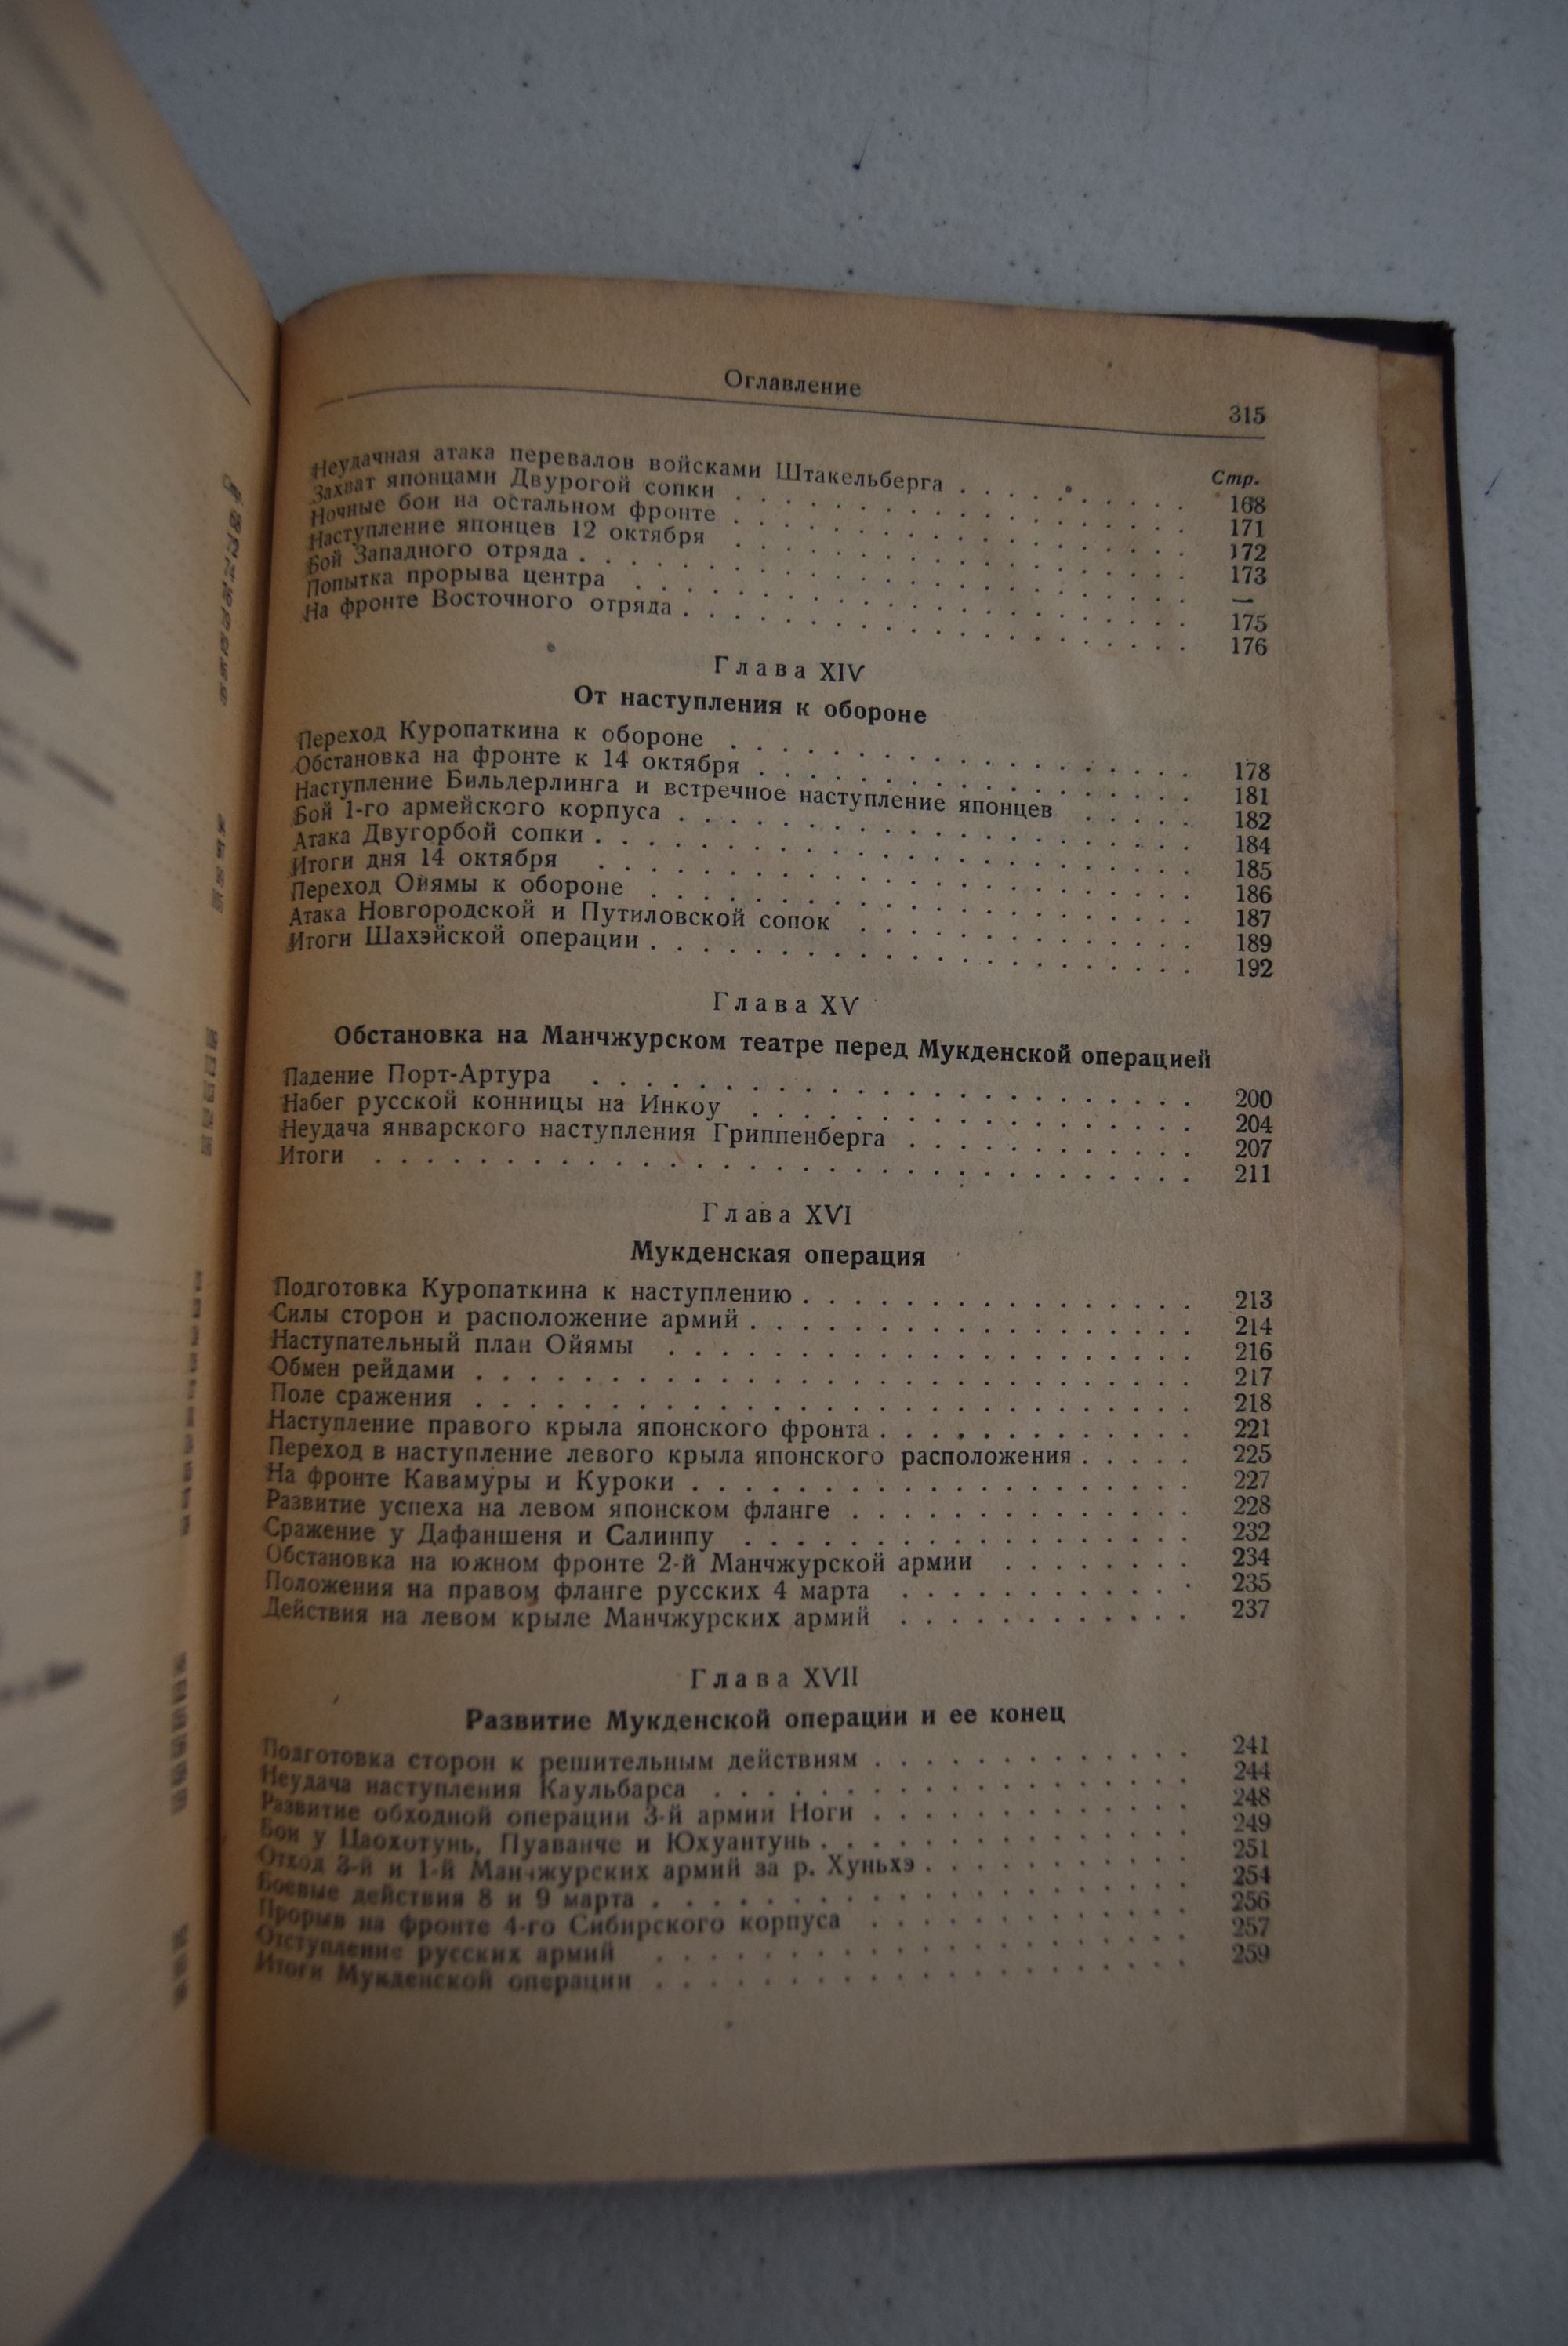 Оглавление
315
Стр.
Неудачная атака перевалов войсками Штакельберга . . . . . . . . . 168
Захват японцами Двурогой сопки . . . . . . . . . . . . . . . . . . 171
Ночные бои на остальном фронте . . . . . . . . . . . . . . . . . . 172
Наступление японцев 12 октября . . . . . . . . . . . . . . . . . . 173
Бой Западного отряда . . . . . . . . . . . . . . . . . . . . . . . —
Попытка прорыва центра . . . . . . . . . . . . . . . . . . . . . . 175
На фронте Восточного отряда . . . . . . . . . . . . . . . . . . . . 176
Глава XIV
От наступления к обороне
Переход Куропаткина к обороне . . . . . . . . . . . . . . . . . . 178
Обстановка на фронте к 14 октября . . . . . . . . . . . . . . . . . 181
Наступление Бильдерлинга и встречное наступление японцев . . . . . 182
Бой 1-го армейского корпуса . . . . . . . . . . . . . . . . . . . . 184
Атака Двугорбой сопки . . . . . . . . . . . . . . . . . . . . . . . 185
Итоги дня 14 октября . . . . . . . . . . . . . . . . . . . . . . . 186
Переход Ойямы к обороне . . . . . . . . . . . . . . . . . . . . . 187
Атака Новгородской и Путиловской сопок . . . . . . . . . . . . . 189
Итоги Шахэйской операции . . . . . . . . . . . . . . . . . . . . . 192
Глава XV
Обстановка на Манчжурском театре перед Мукденской операцией
Падение Порт-Артура . . . . . . . . . . . . . . . . . . . . . . . . 200
Набег русской конницы на Инкоу . . . . . . . . . . . . . . . . . . 204
Неудача январского наступления Гриппенберга . . . . . . . . . . . 207
Итоги . . . . . . . . . . . . . . . . . . . . . . . . . . . . . . . . 211
Глава XVI
Мукденская операция
Подготовка Куропаткина к наступлению . . . . . . . . . . . . . . . 213
Силы сторон и расположение армий . . . . . . . . . . . . . . . . . 214
Наступательный план Ойямы . . . . . . . . . . . . . . . . . . . . . 216
Обмен рейдами . . . . . . . . . . . . . . . . . . . . . . . . . . . . 217
Поле сражения . . . . . . . . . . . . . . . . . . . . . . . . . . . . 218
Наступление правого крыла японского фронта . . . . . . . . . . . . 221
Переход в наступление левого крыла японского расположения . . . . . 225
На фронте Кавамуры и Куроки . . . . . . . . . . . . . . . . . . . . 227
Развитие успеха на левом японском фланге . . . . . . . . . . . . . . 228
Сражение у Дафаншеня и Салинпу . . . . . . . . . . . . . . . . . . 232
Обстановка на южном фронте 2-й Манчжурской армии . . . . . . . . 234
Положения на правом фланге русских 4 марта . . . . . . . . . . . . 235
Действия на левом крыле Манчжурских армий . . . . . . . . . . . . 237
Глава XVII
Развитие Мукденской операции и ее конец
Подготовка сторон к решительным действиям . . . . . . . . . . . . . 241
Неудача наступления Каульбарса . . . . . . . . . . . . . . . . . . . 244
Развитие обходной операции 3-й армии Ноги . . . . . . . . . . . . . 248
Бои у Цаохотунь, Пуаванче и Юхуантунь . . . . . . . . . . . . . . . 249
Отход 3-й и 1-й Манчжурских армий за р. Хуньхэ . . . . . . . . . . . 251
Боевые действия 8 и 9 марта . . . . . . . . . . . . . . . . . . . . . 254
Прорыв на фронте 4-го Сибирского корпуса . . . . . . . . . . . . . 256
Отступление русских армий . . . . . . . . . . . . . . . . . . . . . 257
Итоги Мукденской операции . . . . . . . . . . . . . . . . . . . . . 259